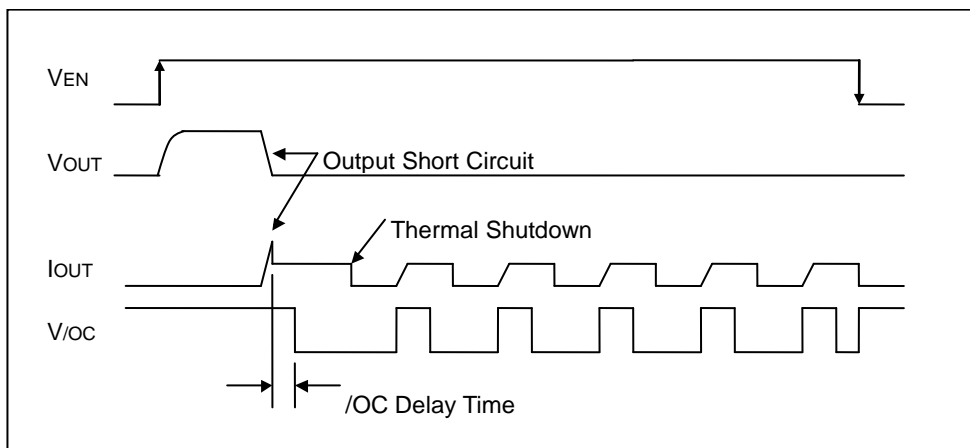 VEN
VOUT
Output Short Circuit
Thermal Shutdown
IOUT
V/OC
/OC Delay Time